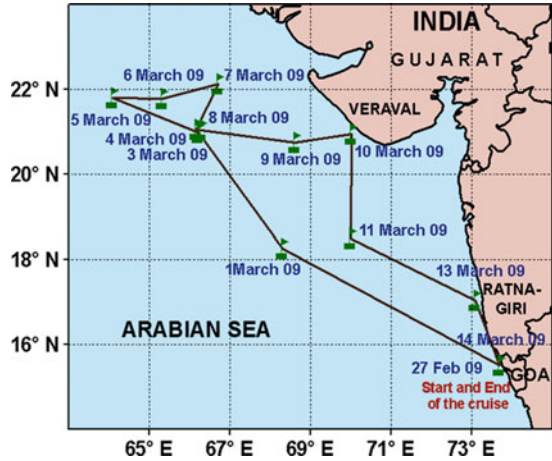 INDIA
GUJARAT
22° N
6 March 09
7 March 09
VERAVAL
5 March 09
8 March 09
4 March 09
3 March 09
9 March 09
10 March 09
20° N
11 March 09
18° N
1March 09
13 March 09
RATNA-
GIRI
ARABIAN SEA
16° N
14 March 09
27 Feb 09
GOA
Start and End
of the cruise
65° E
67° E
69° E
71° E
73° E